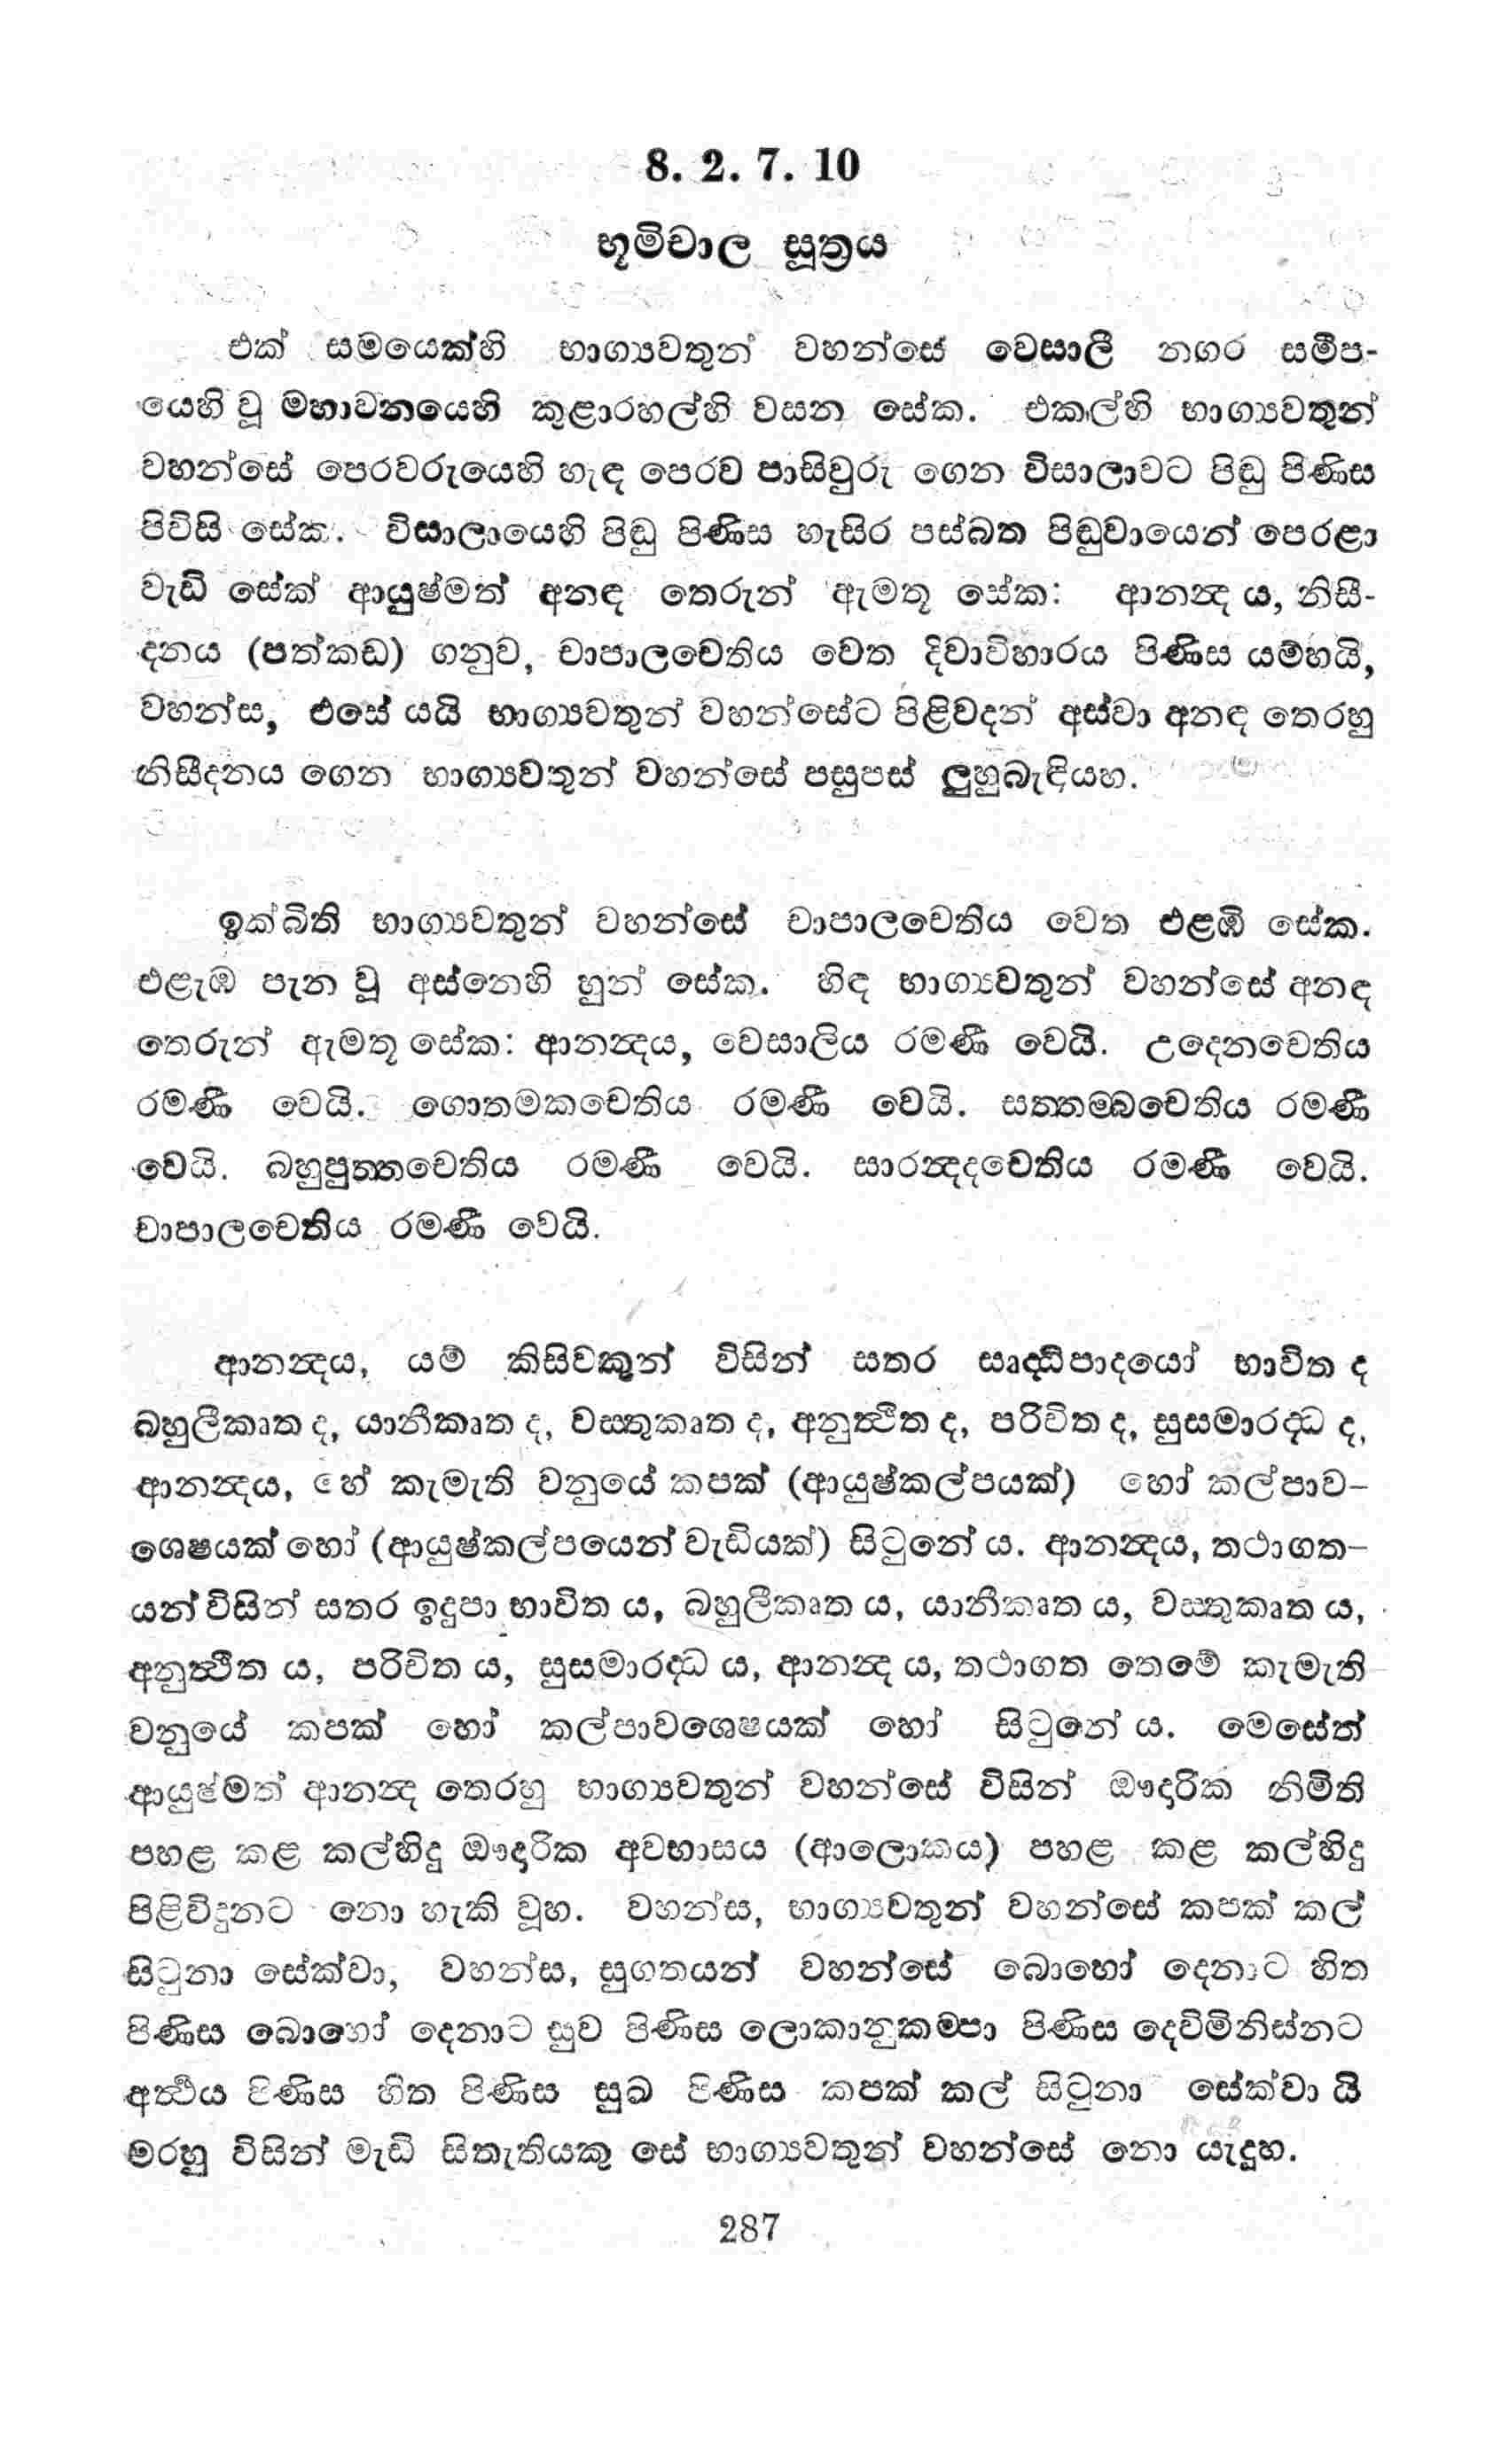 8. 2. 7. 10
භූමිචාල සූත්‍රය
එක් සමයෙක්හි භාග්‍යවතුන් වහන්සේ වෙසාලී නගර සමීප-
යෙහි වූ මහාවනයෙහි කුළාරහල්හි වසන සේක. එකල්හි භාග්‍යවතුන්
වහන්සේ පෙරවරුයෙහි හැඳ පෙරව පාසිවුරු ගෙන විසාලාවට පිඬු පිණිස
පිවිසි සේක. විසාලායෙහි පිඬු පිණිස හැසිර පස්බත පිඬුවායෙන් පෙරළා
වැඩි සේක් ආයුෂ්මත් අනඳ තෙරුන් ඇමතූ සේක: ආනන්‍ද ය, නිසී-
දනය (පත්කඩ) ගනුව, චාපාලචෙතිය වෙත දිවාවිහාරය පිණිස යම්හයි,
වහන්ස, එසේ යයි භාග්‍යවතුන් වහන්සේට පිළිවදන් අස්වා අනඳ තෙරහු
නිසීදනය ගෙන භාග්‍යවතුන් වහන්සේ පසුපස් ලුහුබැඳියහ.
ඉක්බිති භාග්‍යවතුන් වහන්සේ චාපාලචෙතිය වෙත එළඹි සේක.
එළැඹ පැන වූ අස්නෙහි හුන් සේක. හිඳ භාග්‍යවතුන් වහන්සේ අනඳ
තෙරුන් ඇමතූ සේක: ආනන්‍දය, වෙසාලිය රමණී වෙයි. උදෙනචෙතිය
රමණී වෙයි. ගොතමකචෙතිය රමණී වෙයි. සත්‍තම්‍බචෙතිය රමණී
වෙයි. බහුපුත්‍තචෙතිය රමණී වෙයි. සාරන්‍දදචෙතිය රමණී වෙයි.
චාපාලචෙතිය රමණී වෙයි.
ආනන්‍දය, යම් කිසිවකුන් විසින් සතර සෘද්‍ධිපාදයෝ භාවිත ද
බහුලීකෘත ද, යානීකෘත ද, වස්තුකෘත ද, අනුත්‍ථිත ද, පරිචිත ද, සුසමාරද්‍ධ ද,
ආනන්‍දය, හේ කැමැති වනුයේ කපක් (ආයුෂ්කල්පයක්) හෝ කල්පාව-
ශෙෂයක් හෝ (ආයුෂ්කල්පයෙන් වැඩියක්) සිටුනේ ය. ආනන්‍දය, තථාගත-
යන් විසින් සතර ඉදුපා භාවිත ය, බහුලීකෘත ය, යානීකෘත ය, වස්තුකෘත ය,
අනුත්‍ථිත ය, පරිචිත ය, සුසමාරද්‍ධ ය, ආනන්‍ද ය, තථාගත තෙමේ කැමැති
වනුයේ කපක් හෝ කල්පාවශෙෂයක් හෝ සිටුනේ ය. මෙසේත්
ආයුෂ්මත් ආනන්‍ද තෙරහු භාග්‍යවතුන් වහන්සේ විසින් ඖදාරික නිමිති
පහළ කළ කල්හිදු ඖදාරික අවභාසය (ආලොකය) පහළ කළ කල්හිදු
පිළිවිදුනට නො හැකි වූහ. වහන්ස, භාග්‍යවතුන් වහන්සේ කපක් කල්
සිටුනා සේක්වා, වහන්ස, සුගතයන් වහන්සේ බොහෝ දෙනාට හිත
පිණිස බොහෝ දෙනාට සුව පිණිස ලොකානුකම්පා පිණිස දෙවිමිනිස්නට
අර්‍ථය පිණිස හිත පිණිස සුඛ පිණිස කපක් කල් සිටුනා සේක්වා යි
මරහු විසින් මැඩි සිතැතියකු සේ භාග්‍යවතුන් වහන්සේ නො යැදූහ.
287